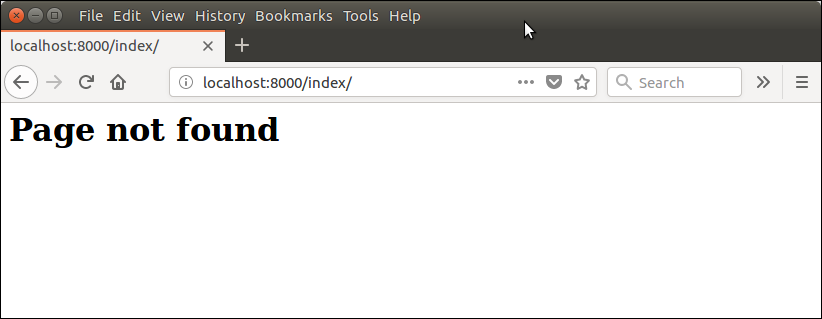 File Edit View History Bookmarks Tools Help
localhost:8000/index/
localhost:8000/index/
Search
Page not found